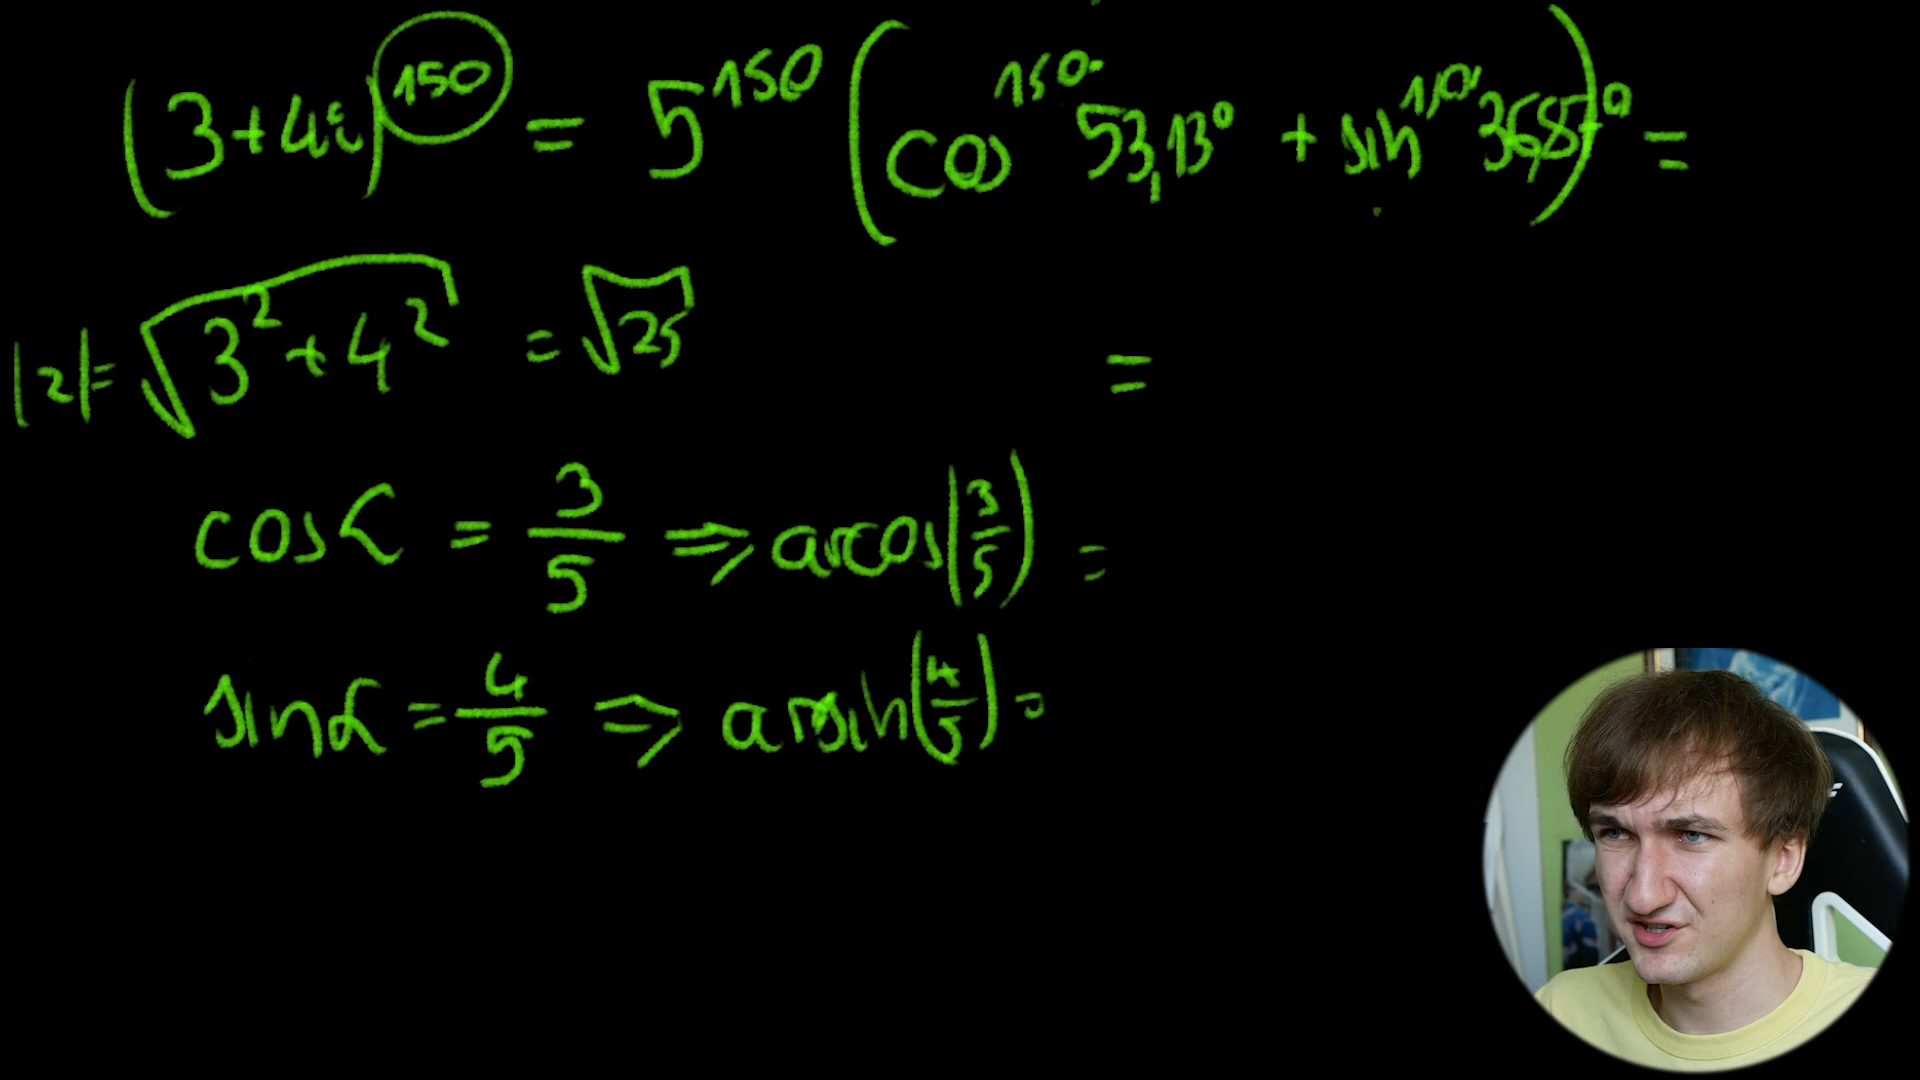 (3+4i)^150 = 5^150 (cos 150· 53,13° + sin 150· 36,87°) =
|z|= √3²+4² = √25
=
cosα = 3/5 ⇒ arcos(3/5) =
sinα = 4/5 ⇒ arsin(4/5) =